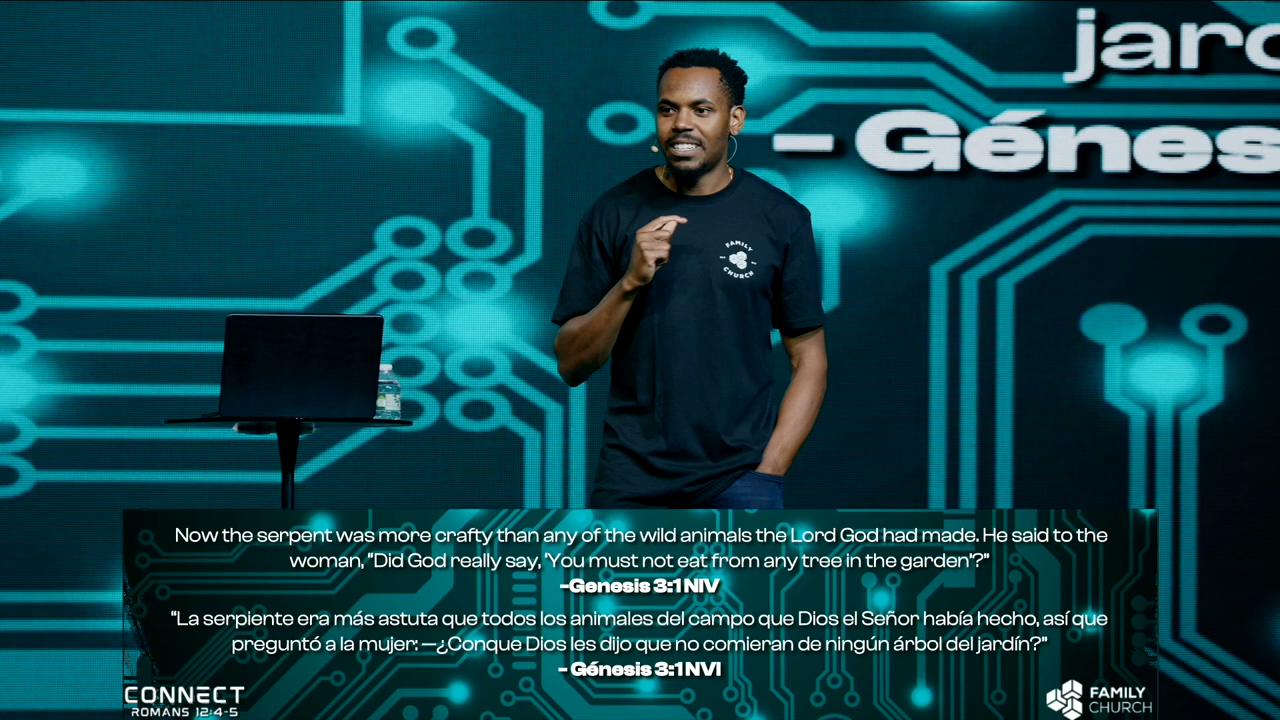 jard
- Génes
FAMILY
CHURCH
Now the serpent was more crafty than any of the wild animals the Lord God had made. He said to the
woman, “Did God really say, 'You must not eat from any tree in the garden'?"
-Genesis 3:1 NIV
“La serpiente era más astuta que todos los animales del campo que Dios el Señor había hecho, así que
preguntó a la mujer: —¿Conque Dios les dijo que no comieran de ningún árbol del jardín?”
- Génesis 3:1 NVI
CONNECT
ROMANS 12:4-5
FAMILY
CHURCH